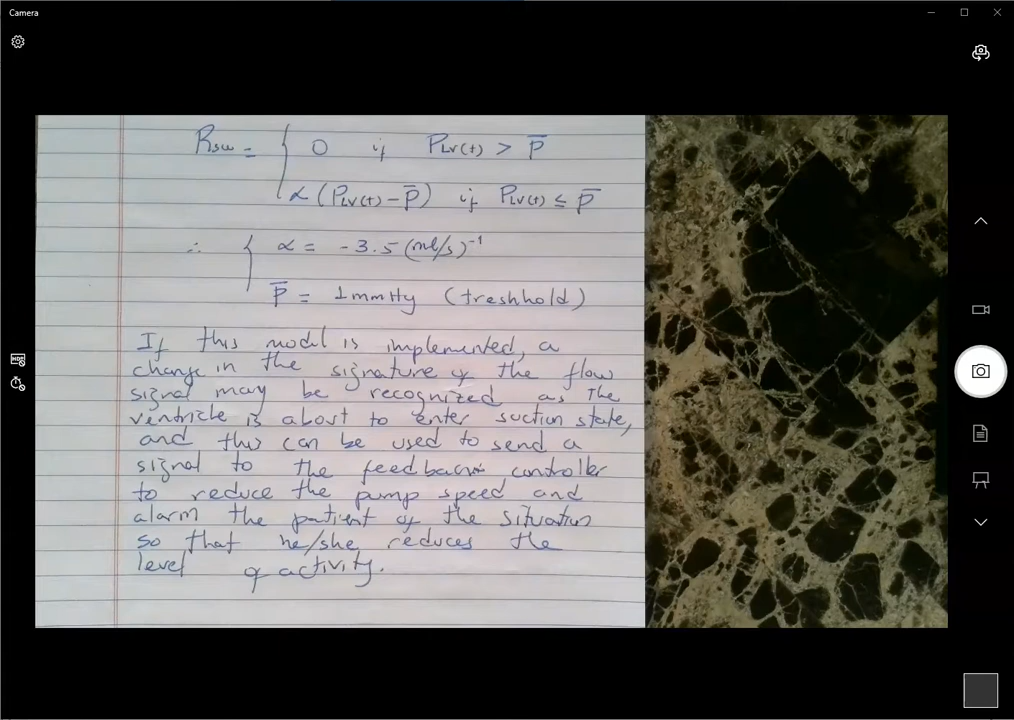 Camera
Rsu = { 0 if PLV(t) > P̅
α (PLV(t) - P̅) if PLV(t) ≤ P̅
∴ { α = -3.5 (ml/s)⁻¹
P̅ = 1mmHg (treshhold)
If this model is implemented, a
change in the signature of the flow
signal may be recognized as the
ventricle is abost to enter suction state,
and this can be used to send a
signal to the feedback controller
to reduce the pump speed and
alarm the patient of the situation
so that he/she reduces the
level of activity.